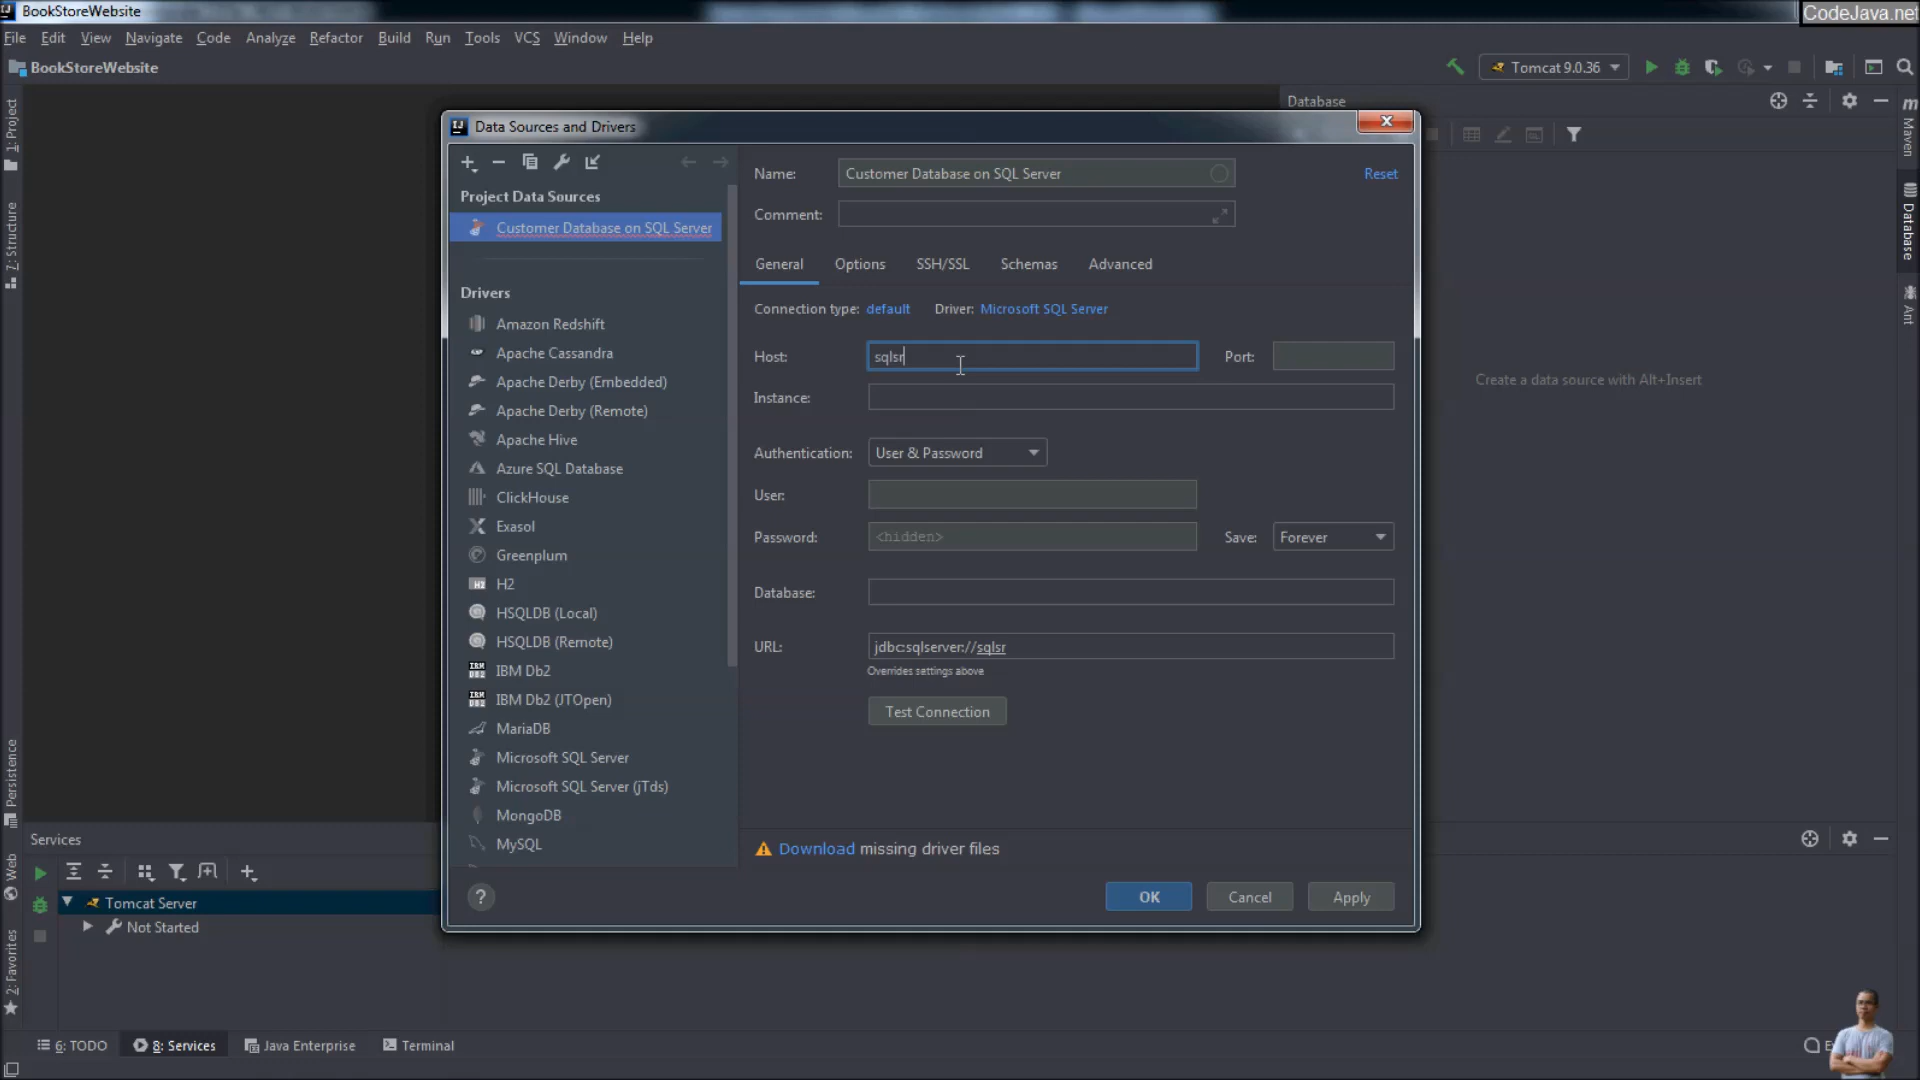 BookStoreWebsite
CodeJava.net
File Edit View Navigate Code Analyze Refactor Build Run Tools VCS Window Help
BookStoreWebsite
Tomcat 9.0.36
1: Project
7: Structure
Persistence
Web
2: Favorites
Database
Maven
Database
Ant
Create a data source with Alt+Insert
Data Sources and Drivers
Project Data Sources
Customer Database on SQL Server
Drivers
Amazon Redshift
Apache Cassandra
Apache Derby (Embedded)
Apache Derby (Remote)
Apache Hive
Azure SQL Database
ClickHouse
Exasol
Greenplum
H2
HSQLDB (Local)
HSQLDB (Remote)
IBM Db2
IBM Db2 (JTOpen)
MariaDB
Microsoft SQL Server
Microsoft SQL Server (jTds)
MongoDB
MySQL
Name: Customer Database on SQL Server Reset
Comment:
General Options SSH/SSL Schemas Advanced
Connection type: default Driver: Microsoft SQL Server
Host: sqlsr Port:
Instance:
Authentication: User & Password
User:
Password: <hidden> Save: Forever
Database:
URL: jdbc:sqlserver://sqlsr
Overrides settings above
Test Connection
Download missing driver files
OK Cancel Apply
Services
Tomcat Server
Not Started
6: TODO 8: Services Java Enterprise Terminal